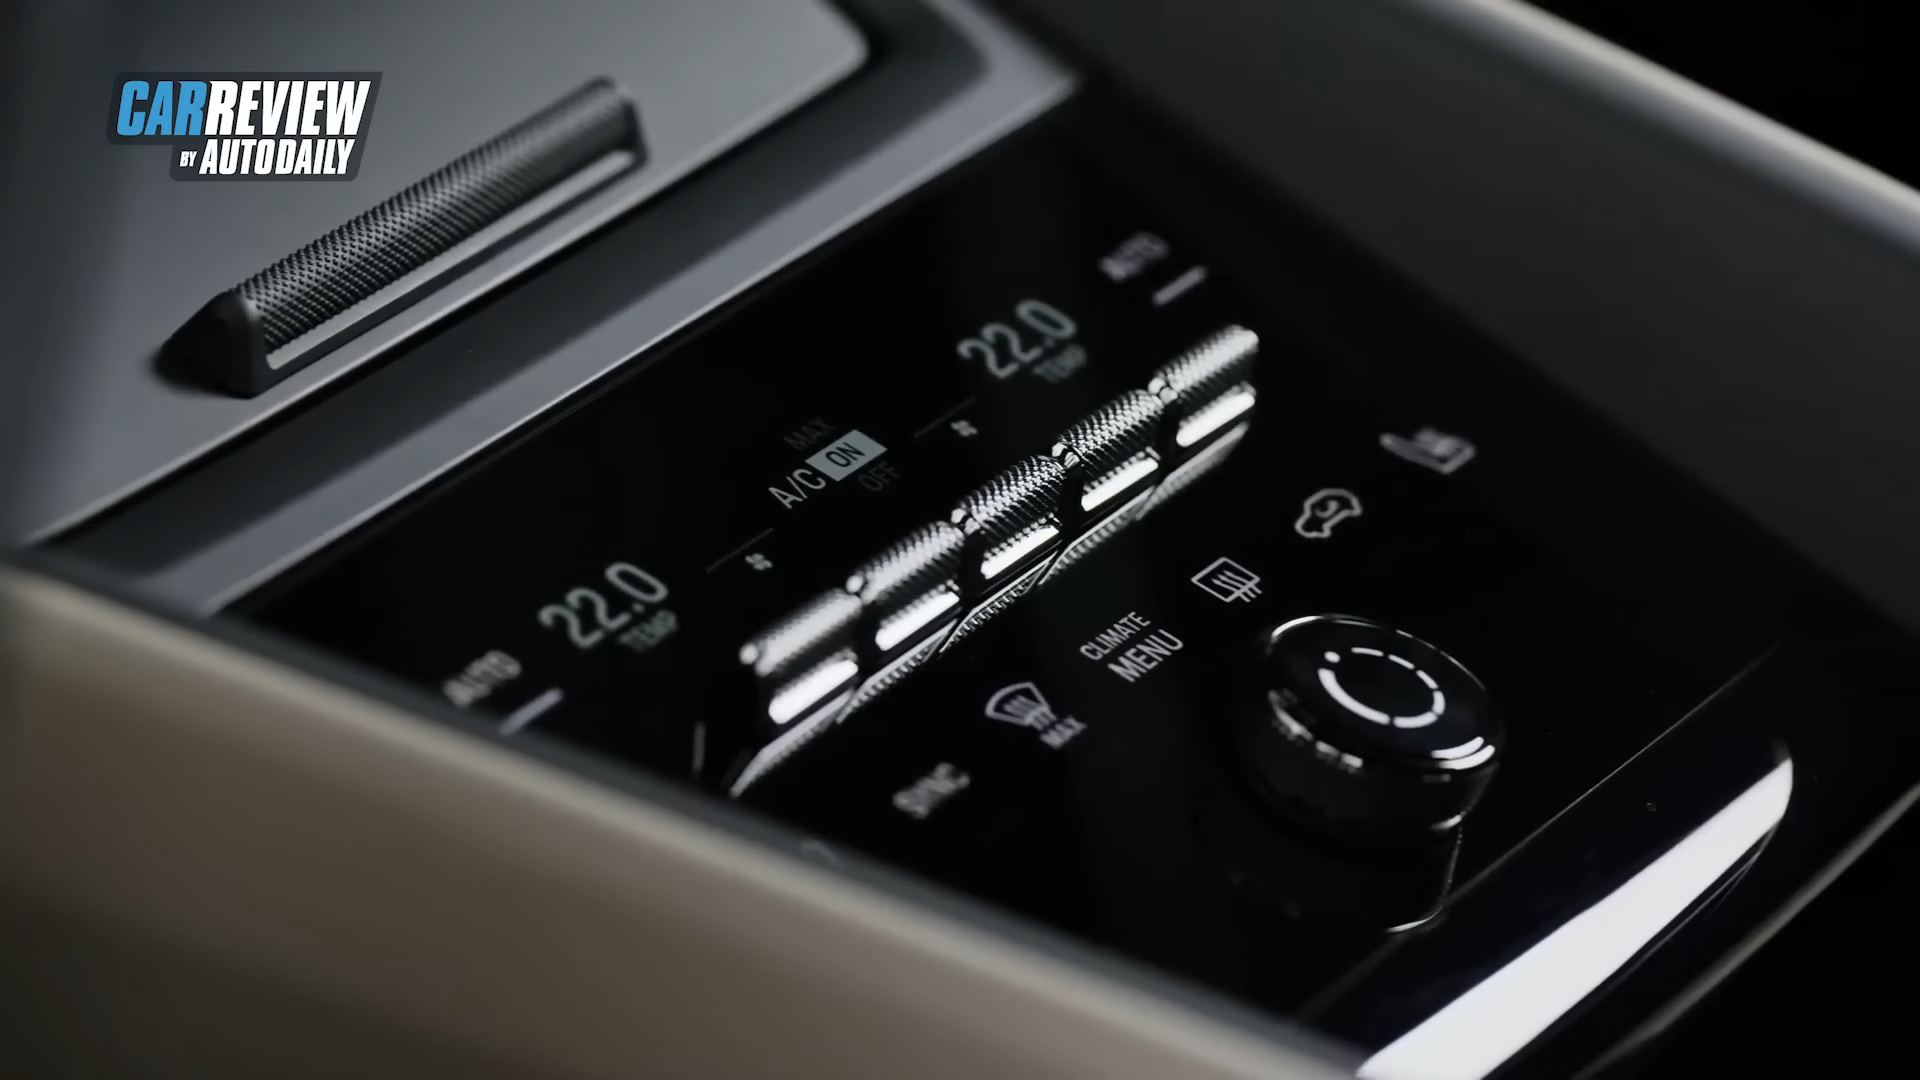 CARREVIEW
BY AUTODAILY
AUTO
22.0
TEMP
MAX
A/C ON
OFF
22.0
TEMP
AUTO
CLIMATE
MENU
MAX
SYNC